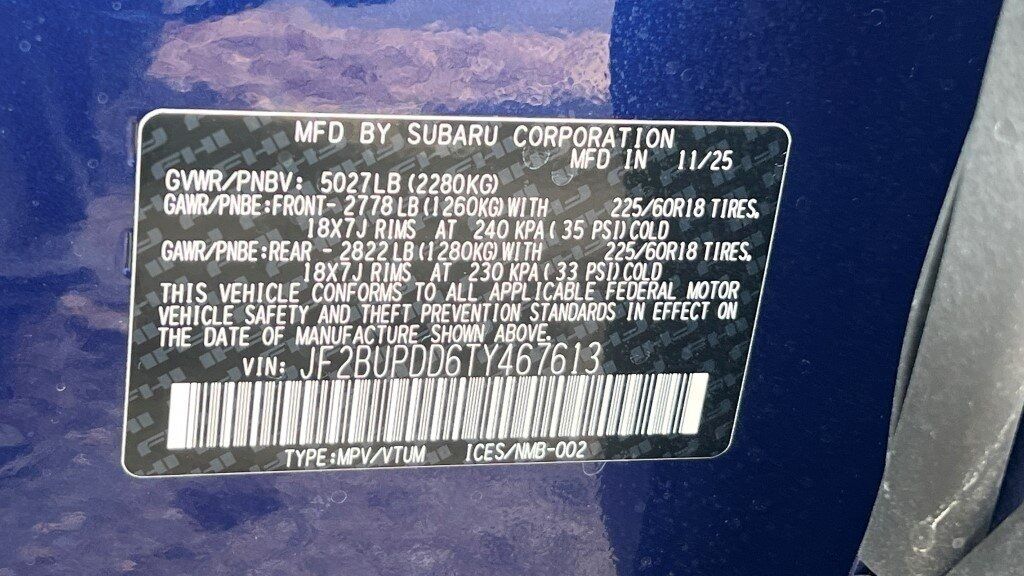 MFD BY SUBARU CORPORATION
MFD IN 11/25
GVWR/PNBV: 5027LB (2280KG)
GAWR/PNBE:FRONT- 2778 LB (1260KG) WITH 225/60R18 TIRES,
18X7J RIMS AT 240 KPA ( 35 PSI) COLD
GAWR/PNBE:REAR - 2822 LB (1280KG) WITH 225/60R18 TIRES,
18X7J RIMS AT 230 KPA ( 33 PSI) COLD
THIS VEHICLE CONFORMS TO ALL APPLICABLE FEDERAL MOTOR
VEHICLE SAFETY AND THEFT PREVENTION STANDARDS IN EFFECT ON
THE DATE OF MANUFACTURE SHOWN ABOVE.
VIN: JF2BUPDD6TY467613
TYPE:MPV/VTUM ICES/NMB-002